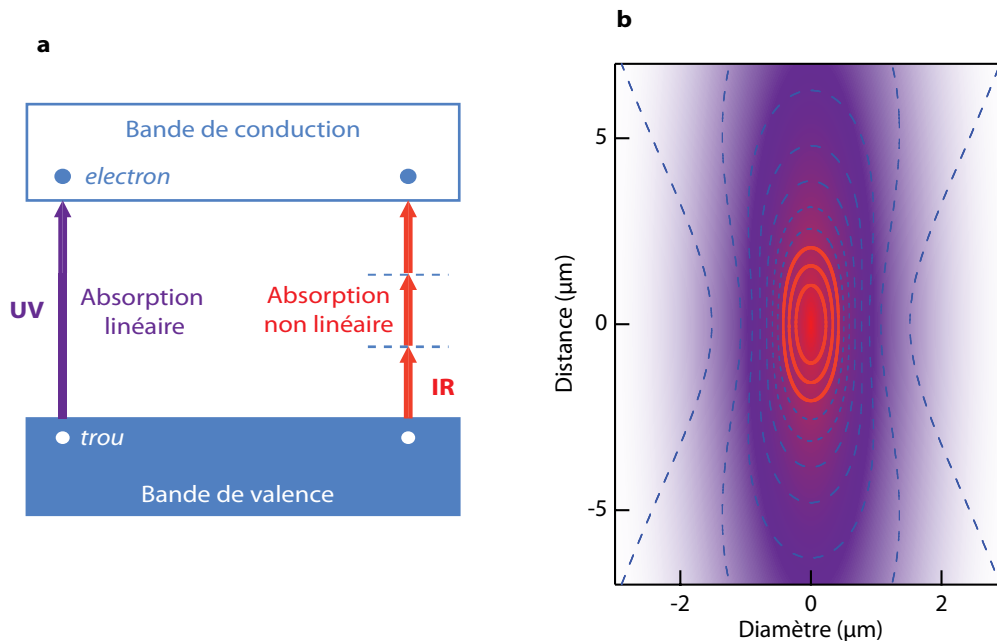 a
Bande de conduction
electron
UV
Absorption
linéaire
Absorption
non linéaire
IR
trou
Bande de valence
b
Distance (µm)
5
0
-5
-2
0
2
Diamètre (µm)